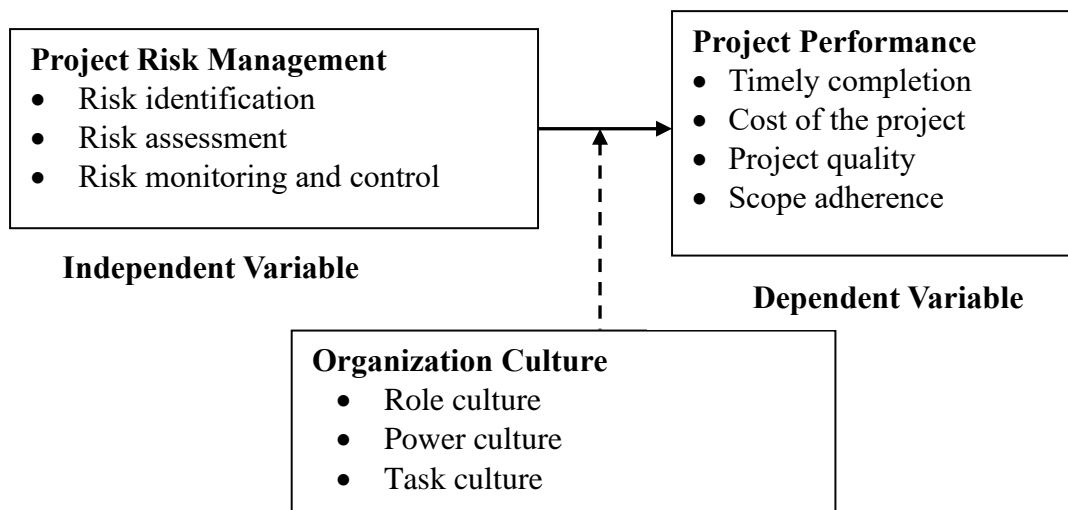 Project Risk Management
• Risk identification
• Risk assessment
• Risk monitoring and control
Independent Variable
Project Performance
• Timely completion
• Cost of the project
• Project quality
• Scope adherence
Dependent Variable
Organization Culture
• Role culture
• Power culture
• Task culture